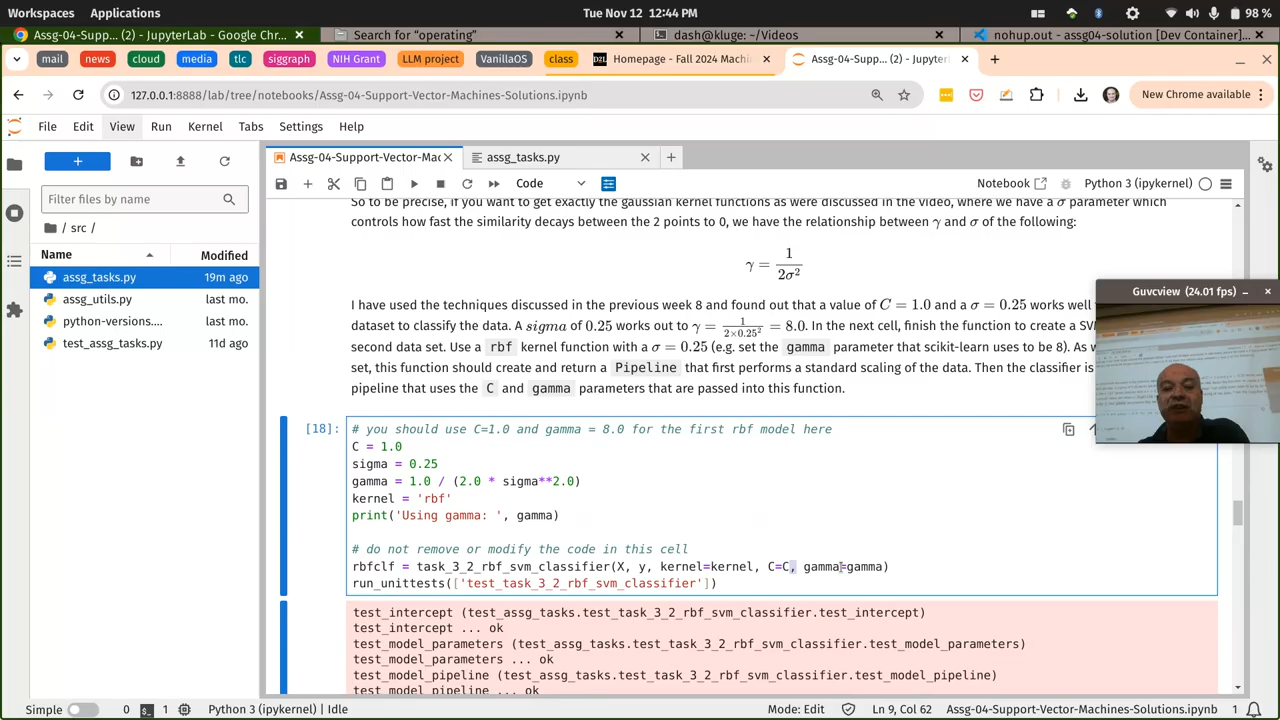 Workspaces Applications Tue Nov 12 12:44 PM 98 %
Assg-04-Suppor... (2) - JupyterLab - Google Chr... Search for “operating” dash@kluge: ~/Videos nohup.out - assg04-solution [Dev Container]...
mail news cloud media tlc siggraph NIH Grant LLM project VanillaOS class Homepage - Fall 2024 Machi Assg-04-Supp... (2) - Jupyter
127.0.0.1:8888/lab/tree/notebooks/Assg-04-Support-Vector-Machines-Solutions.ipynb New Chrome available
File Edit View Run Kernel Tabs Settings Help
Assg-04-Support-Vector-Mac assg_tasks.py
Code Notebook Python 3 (ipykernel)
Filter files by name
/ src /
Name Modified
assg_tasks.py 19m ago
assg_utils.py last mo.
python-versions.... last mo.
test_assg_tasks.py 11d ago
So to be precise, if you want to get exactly the gaussian kernel functions as were discussed in the video, where we have a σ parameter which
controls how fast the similarity decays between the 2 points to 0, we have the relationship between γ and σ of the following:
γ = 1 / 2σ²
I have used the techniques discussed in the previous week 8 and found out that a value of C = 1.0 and a σ = 0.25 works well
dataset to classify the data. A sigma of 0.25 works out to γ = 1 / 2×0.25² = 8.0. In the next cell, finish the function to create a SV
second data set. Use a rbf kernel function with a σ = 0.25 (e.g. set the gamma parameter that scikit-learn uses to be 8). As
set, this function should create and return a Pipeline that first performs a standard scaling of the data. Then the classifier is
pipeline that uses the C and gamma parameters that are passed into this function.
Guvcview (24.01 fps)
[18]: # you should use C=1.0 and gamma = 8.0 for the first rbf model here
C = 1.0
sigma = 0.25
gamma = 1.0 / (2.0 * sigma**2.0)
kernel = 'rbf'
print('Using gamma: ', gamma)
# do not remove or modify the code in this cell
rbfclf = task_3_2_rbf_svm_classifier(X, y, kernel=kernel, C=C, gamma=gamma)
run_unittests(['test_task_3_2_rbf_svm_classifier'])
test_intercept (test_assg_tasks.test_task_3_2_rbf_svm_classifier.test_intercept)
test_intercept ... ok
test_model_parameters (test_assg_tasks.test_task_3_2_rbf_svm_classifier.test_model_parameters)
test_model_parameters ... ok
test_model_pipeline (test_assg_tasks.test_task_3_2_rbf_svm_classifier.test_model_pipeline)
test_model_pipeline ... ok
Simple 0 1 Python 3 (ipykernel) | Idle Mode: Edit Ln 9, Col 62 Assg-04-Support-Vector-Machines-Solutions.ipynb 1